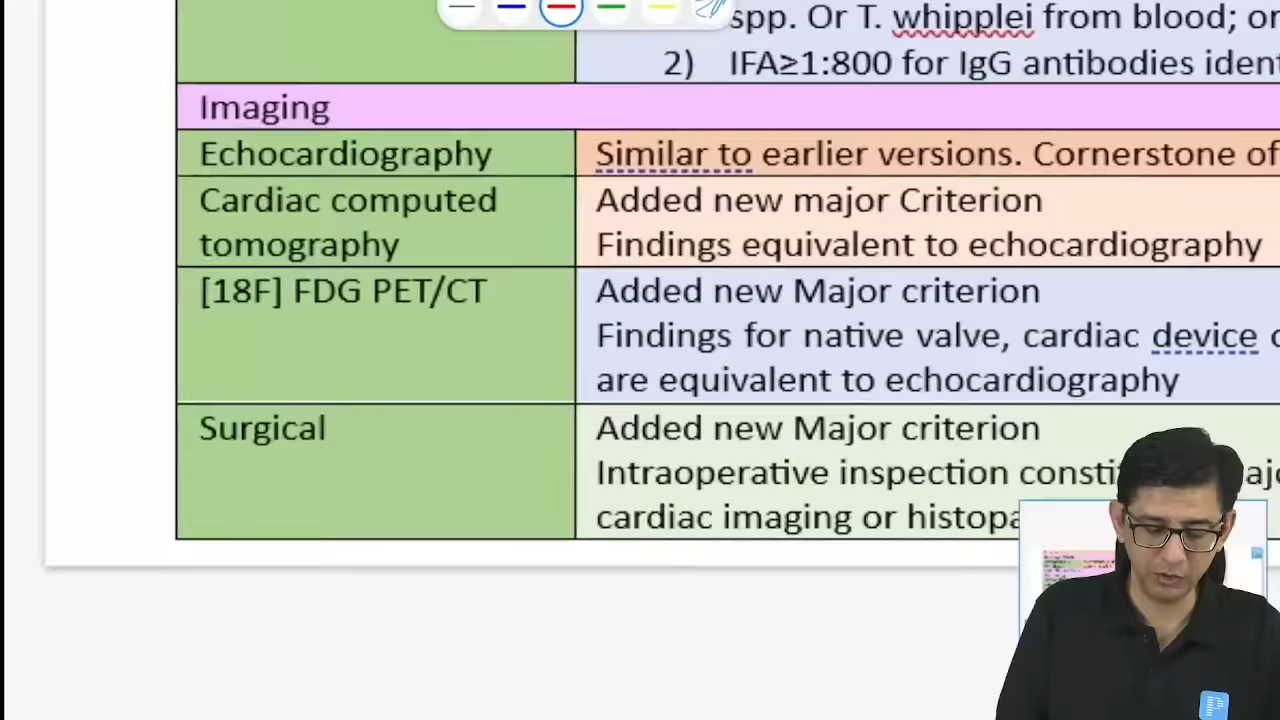 spp. Or T. whipplei from blood; or
2) IFA≥1:800 for IgG antibodies
Imaging
Echocardiography
Similar to earlier versions. Cornerstone of
Cardiac computed
tomography
Added new major Criterion
Findings equivalent to echocardiography
[18F] FDG PET/CT
Added new Major criterion
Findings for native valve, cardiac device
are equivalent to echocardiography
Surgical
Added new Major criterion
Intraoperative inspection
cardiac imaging or